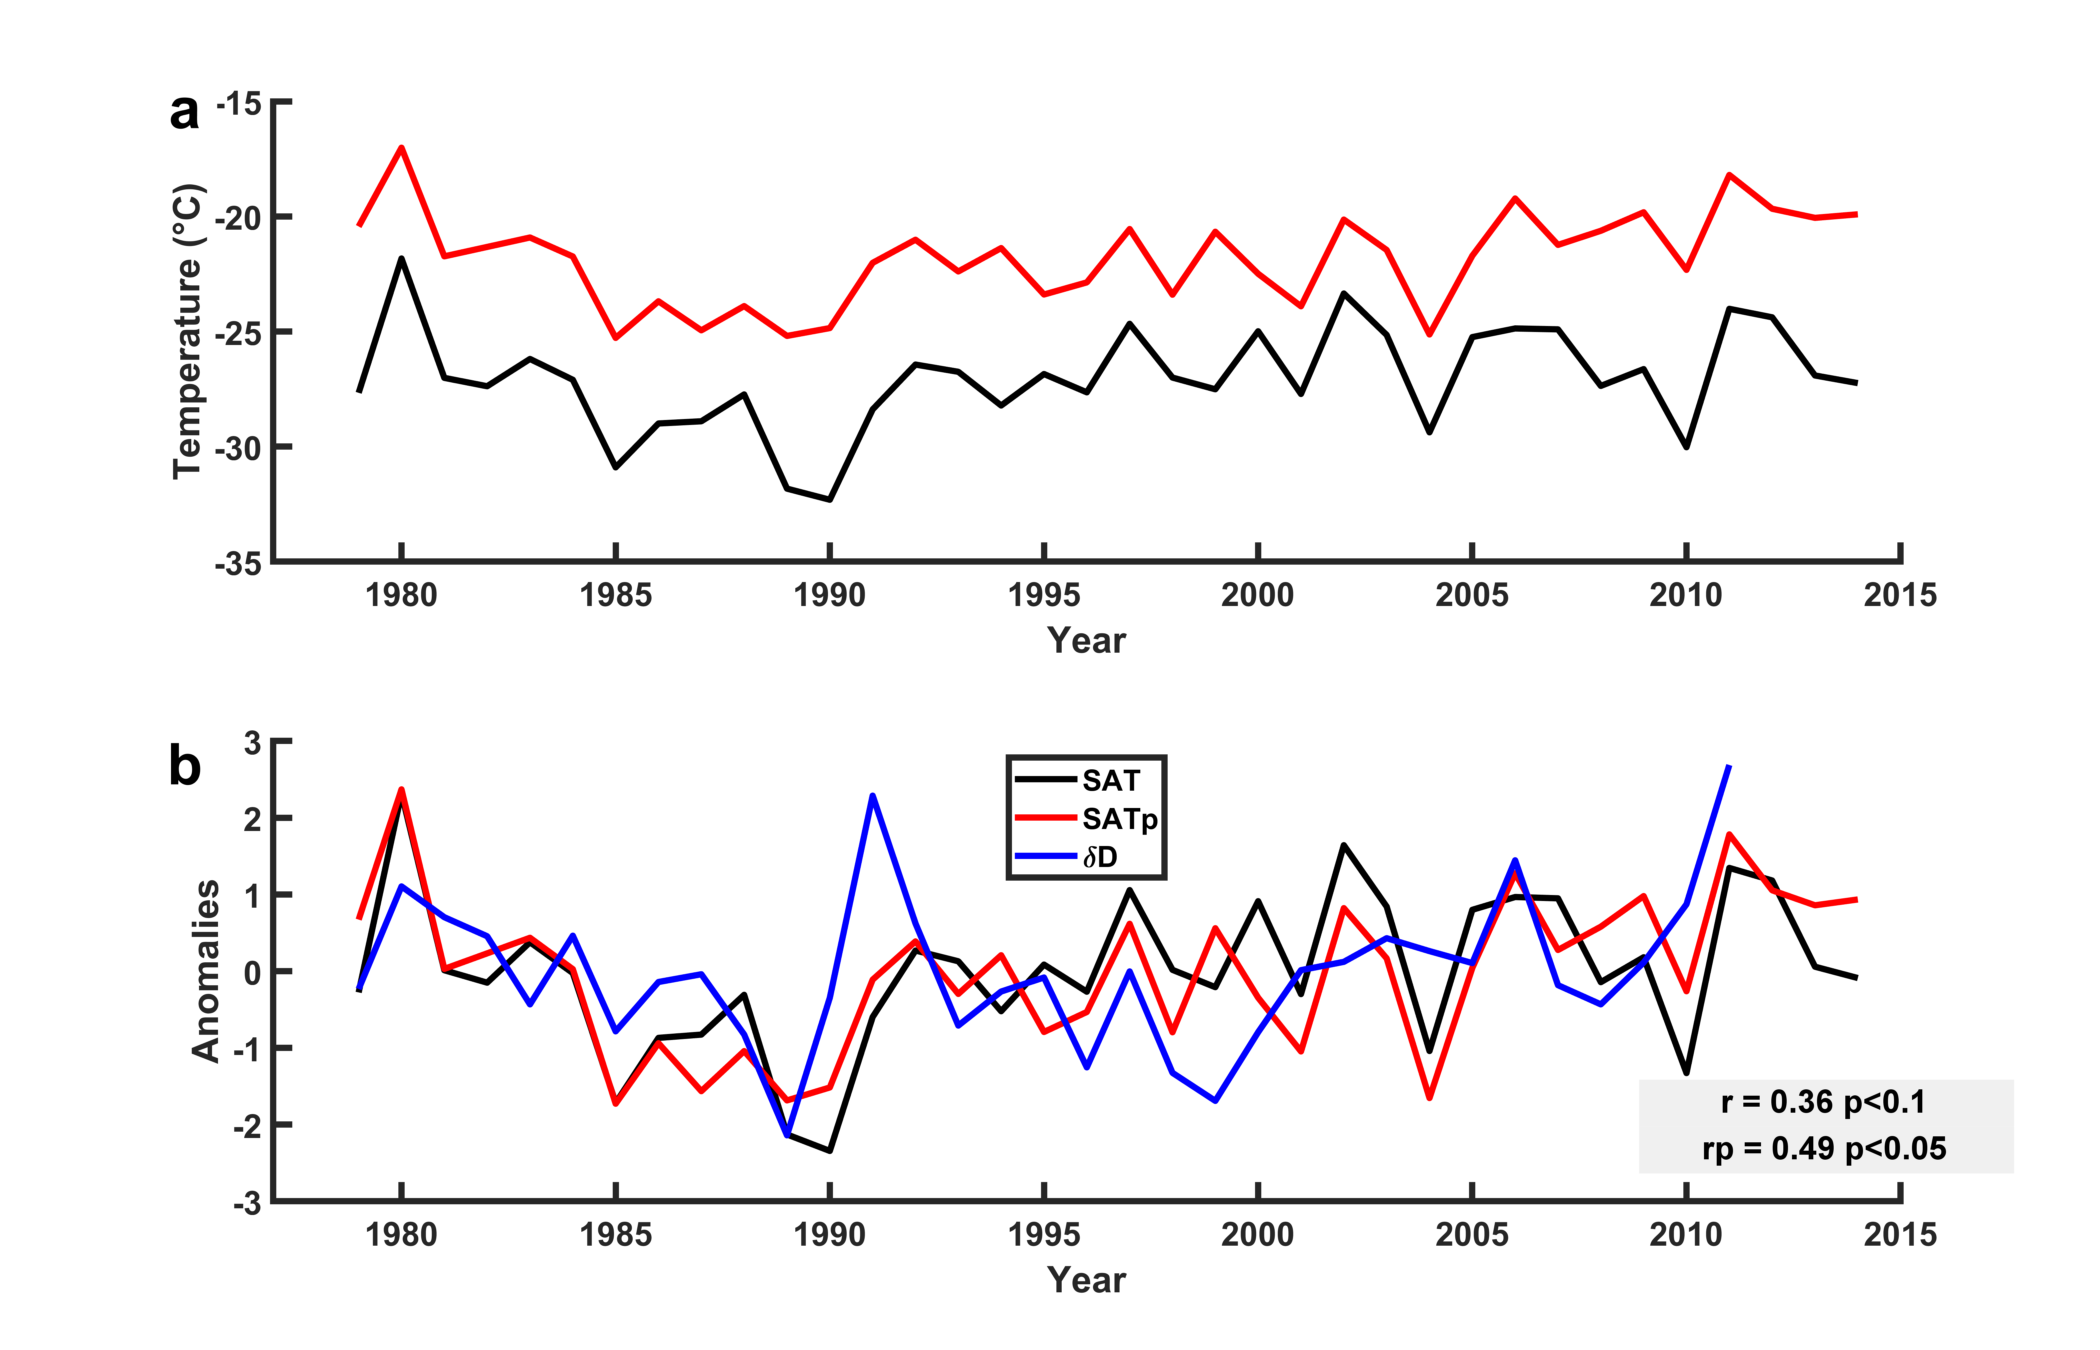 a
-15
-20
-25
-30
-35
Temperature (°C)
1980 1985 1990 1995 2000 2005 2010 2015
Year
b
3
2
1
0
-1
-2
-3
Anomalies
SAT
SATp
δD
r = 0.36 p<0.1
rp = 0.49 p<0.05
1980 1985 1990 1995 2000 2005 2010 2015
Year